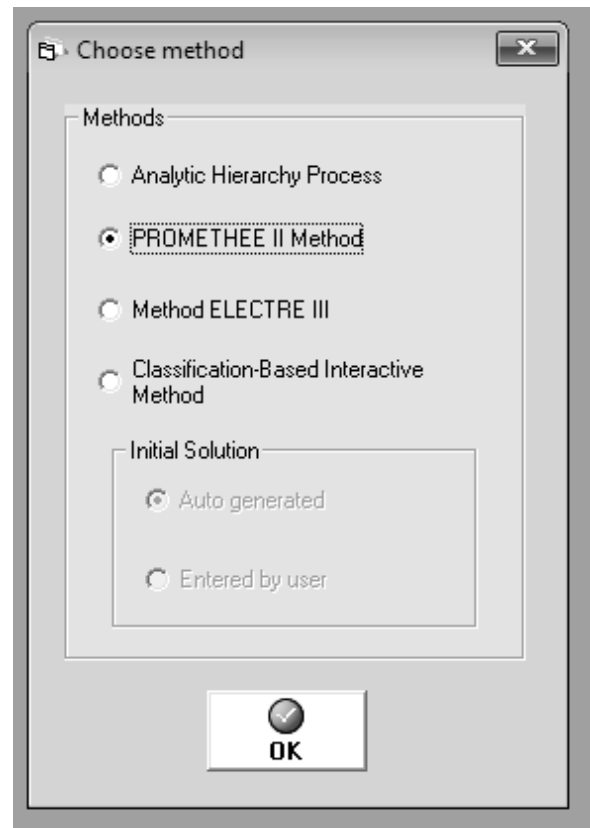 Choose method
Methods
Analytic Hierarchy Process
PROMETHEE II Method
Method ELECTRE III
Classification-Based Interactive
Method
Initial Solution
Auto generated
Entered by user
OK